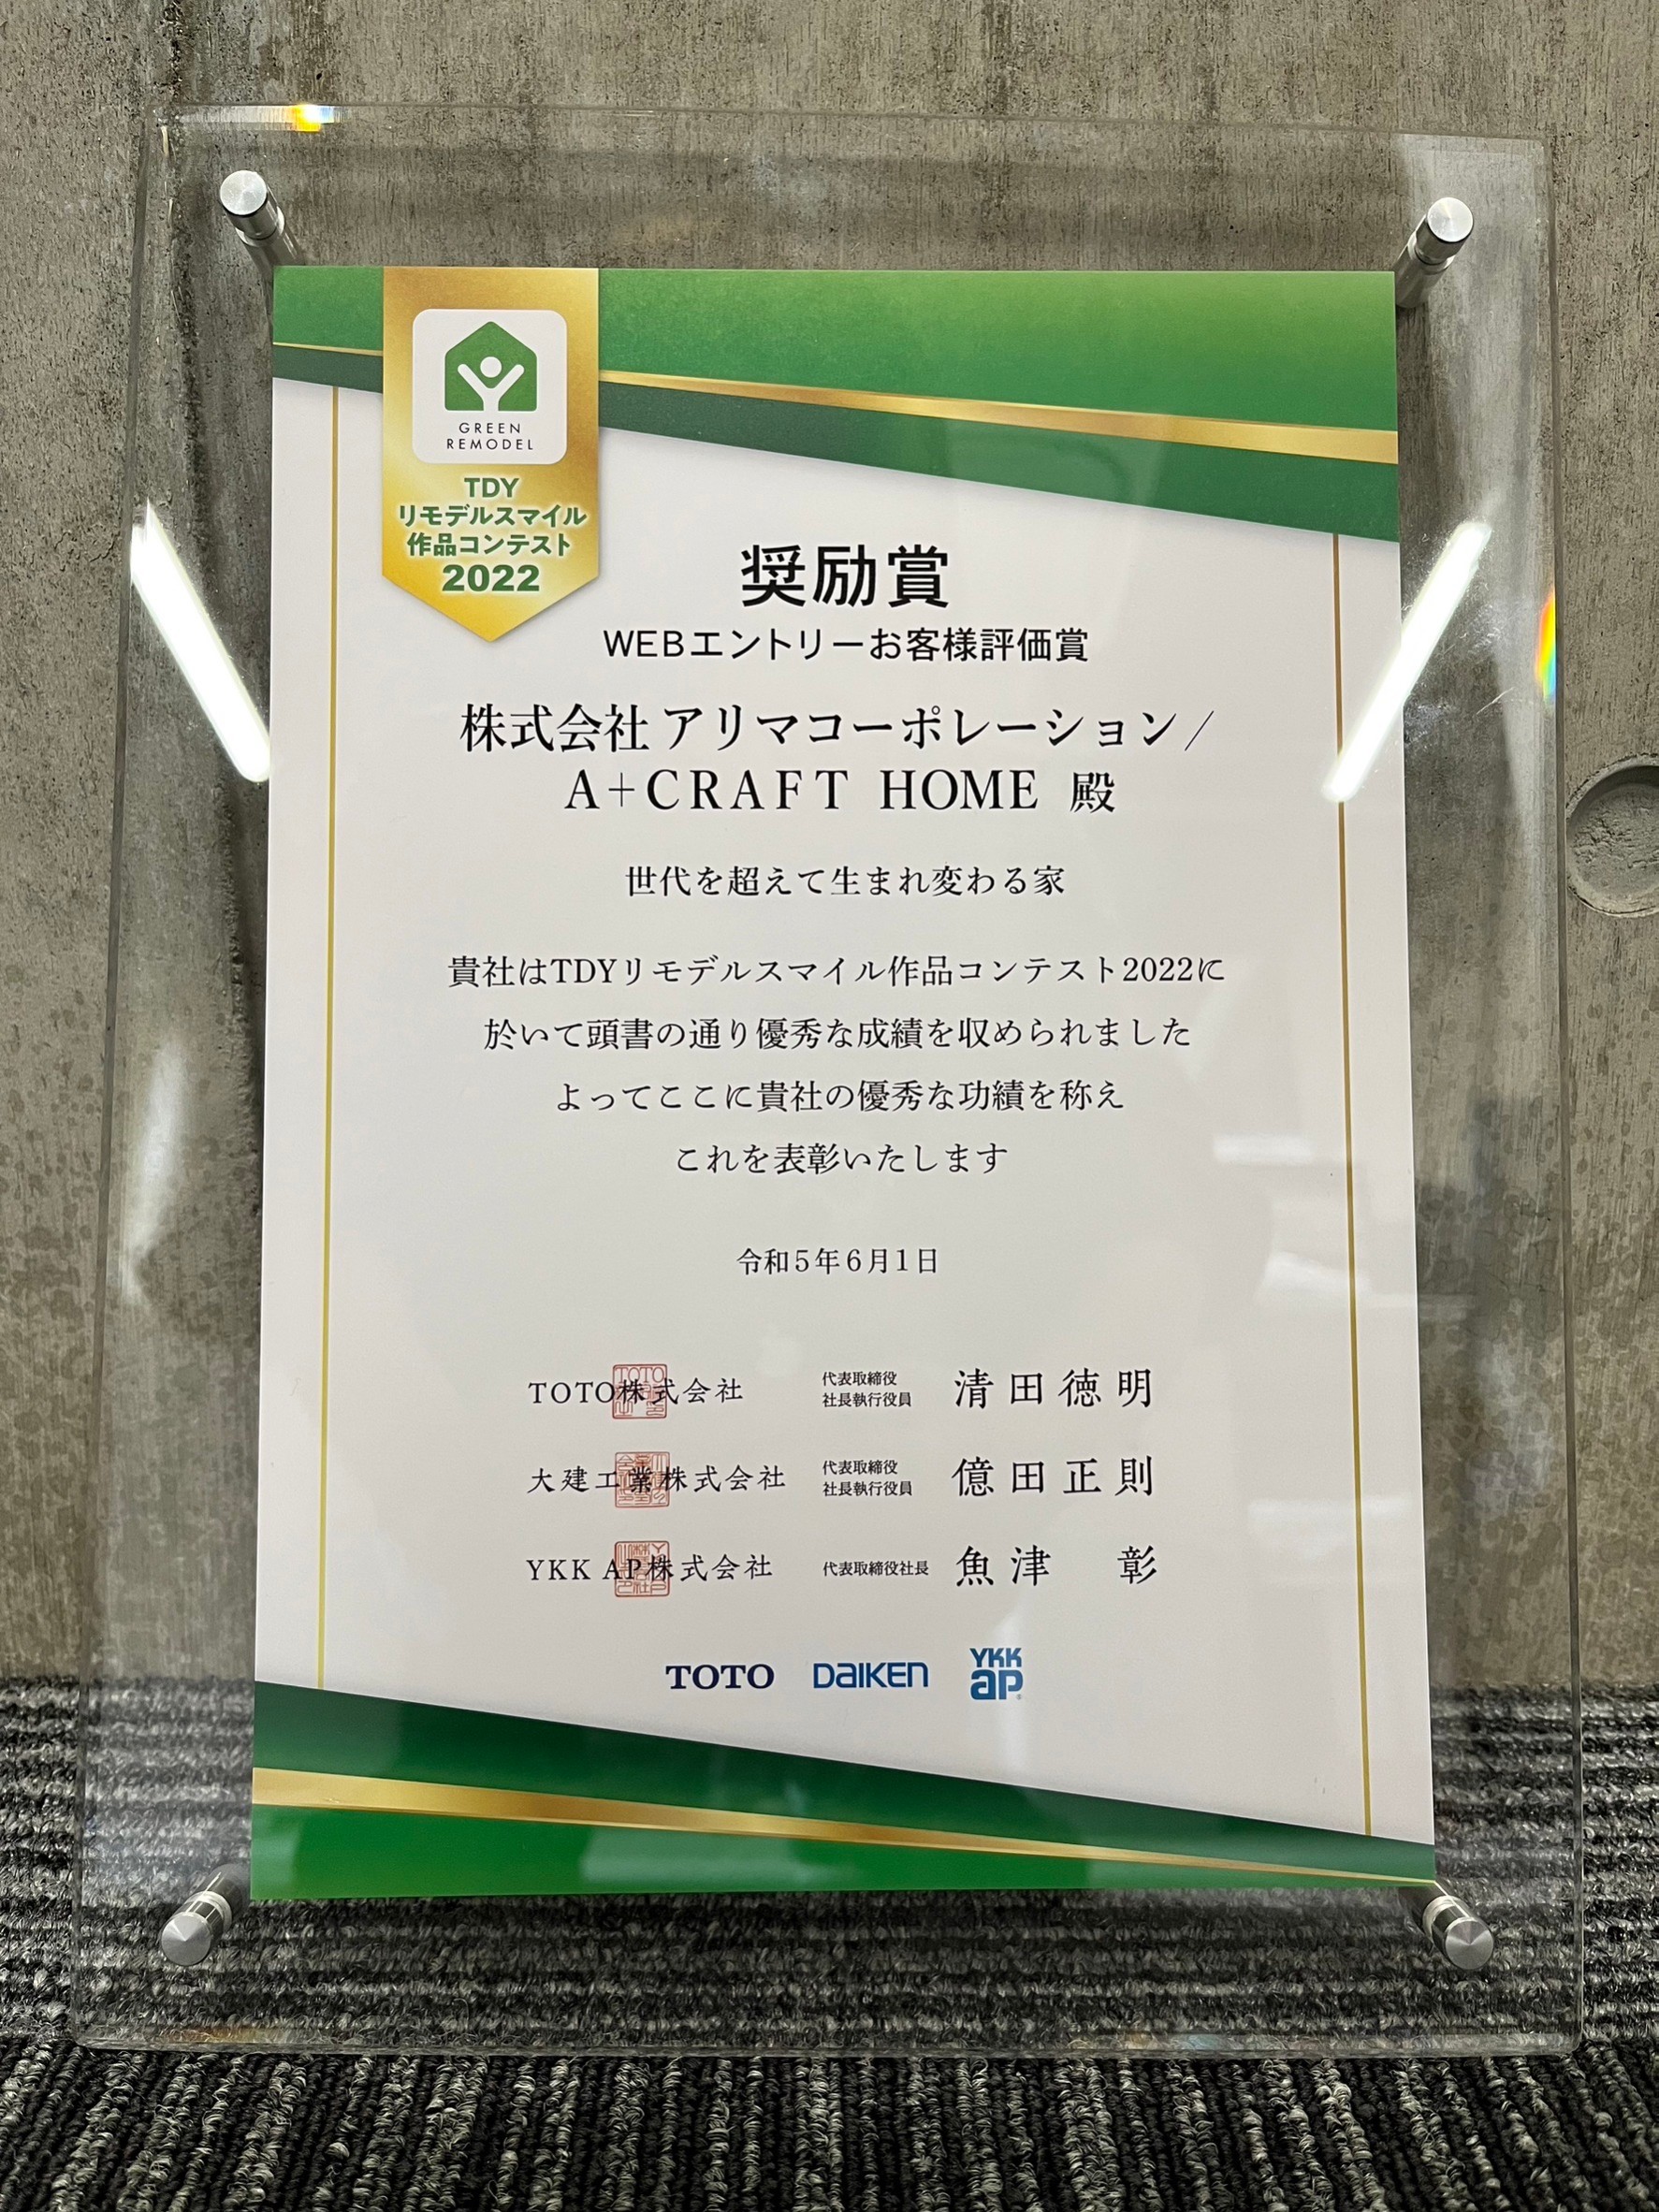 GREEN
REMODEL
TDY
リモデルスマイル
作品コンテスト
2022
奨励賞
WEBエントリーお客様評価賞
株式会社 アリマコーポレーション/
A+CRAFT HOME 殿
世代を超えて生まれ変わる家
貴社はTDYリモデルスマイル作品コンテスト2022に
於いて頭書の通り優秀な成績を収められました
よってここに貴社の優秀な功績を称え
これを表彰いたします
令和5年6月1日
TOTO株式会社 代表取締役 社長執行役員 清田徳明
大建工業株式会社 代表取締役 社長執行役員 億田正則
YKK AP株式会社 代表取締役社長 魚津 彰
TOTO DAIKEN YKK ap